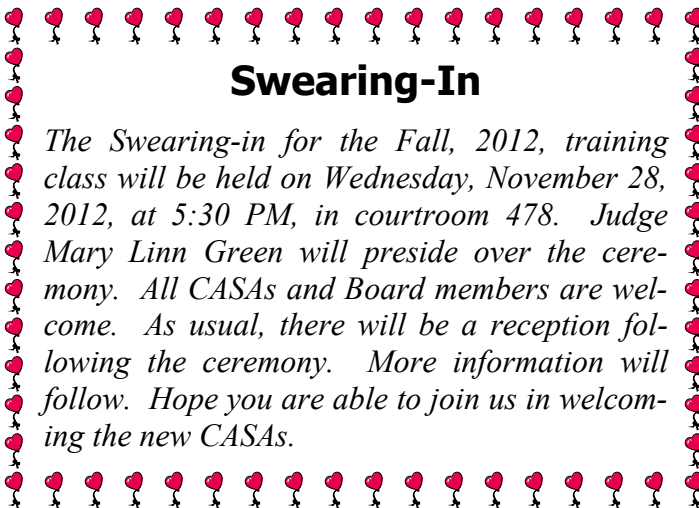 Swearing-In
The Swearing-in for the Fall, 2012, training
class will be held on Wednesday, November 28,
2012, at 5:30 PM, in courtroom 478.  Judge
Mary Linn Green will preside over the cere-
mony.  All CASAs and Board members are wel-
come.  As usual, there will be a reception fol-
lowing the ceremony.  More information will
follow.  Hope you are able to join us in welcom-
ing the new CASAs.